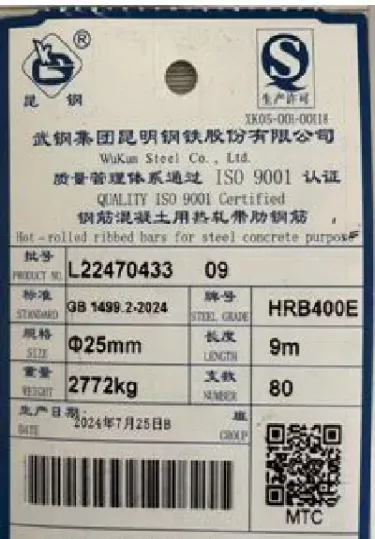 ®
昆 钢
生产许可
XK05-001-00118
武钢集团昆明钢铁股份有限公司
WuKun Steel Co., Ltd.
质量管理体系通过 ISO 9001 认证
QUALITY ISO 9001 Certified
钢筋混凝土用热轧带肋钢筋
Hot-rolled ribbed bars for steel concrete purpose
批号 PRODUCT NO. L22470433 09
标准 STANDARD GB 1499.2-2024 牌号 STEEL GRADE HRB400E
规格 SIZE Φ25mm 长度 LENGTH 9m
重量 WEIGHT 2772kg 支数 NUMBER 80
生产日期 DATE 2024年7月25日B 班 GROUP
MTC